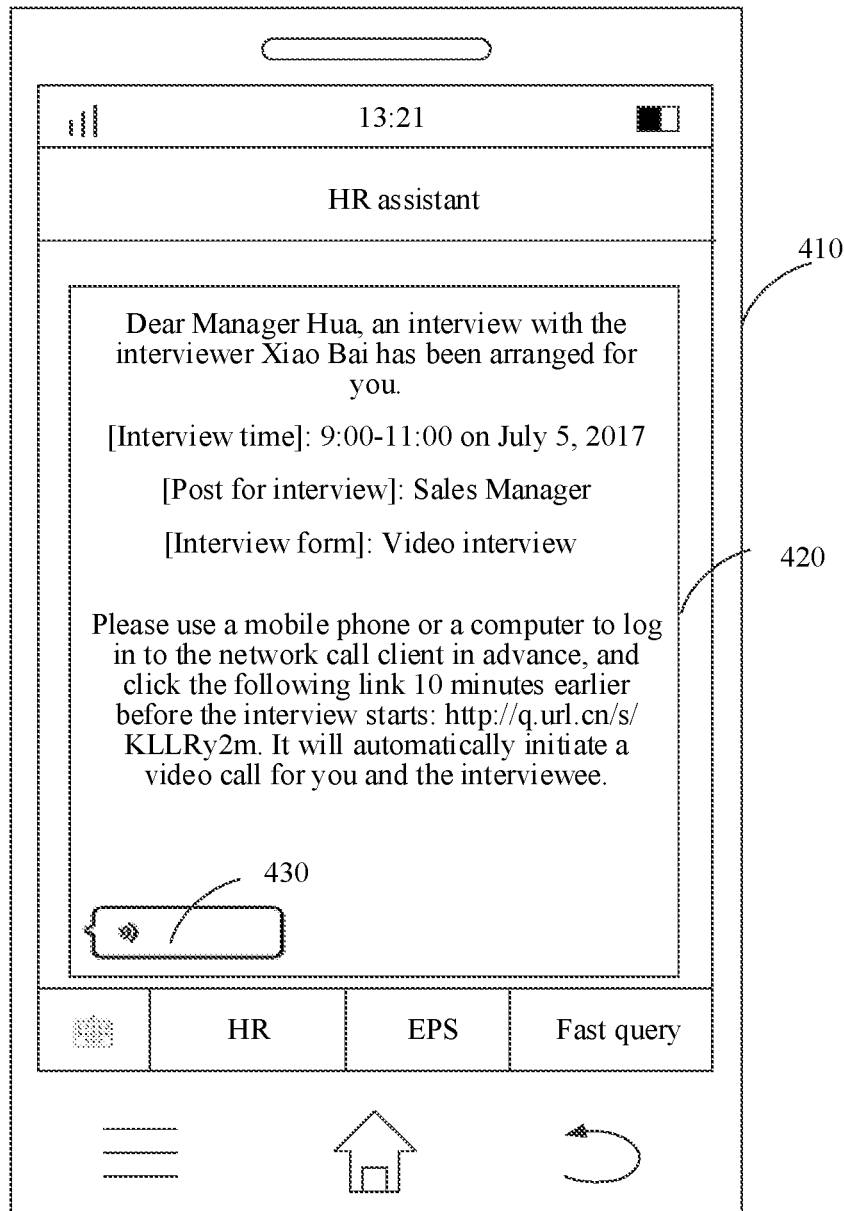 13:21
HR assistant
410
Dear Manager Hua, an interview with the
interviewer Xiao Bai has been arranged for
you.
[Interview time]: 9:00-11:00 on July 5, 2017
[Post for interview]: Sales Manager
[Interview form]: Video interview
420
Please use a mobile phone or a computer to log
in to the network call client in advance, and
click the following link 10 minutes earlier
before the interview starts: http://q.url.cn/s/
KLLRy2m. It will automatically initiate a
video call for you and the interviewee.
430
HR
EPS
Fast query